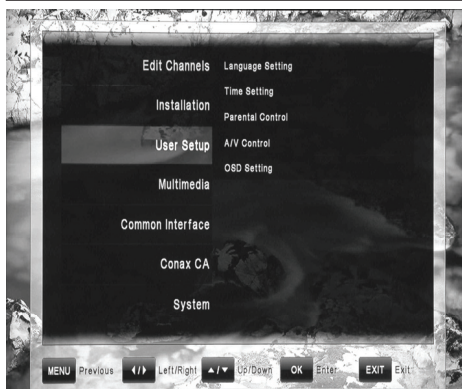 Edit Channels
Installation
User Setup
Multimedia
Common Interface
Conax CA
System
Language Setting
Time Setting
Parental Control
A/V Control
OSD Setting
MENU Previous ◀/▶ Left/Right ▲/▼ Up/Down OK Enter EXIT Exit